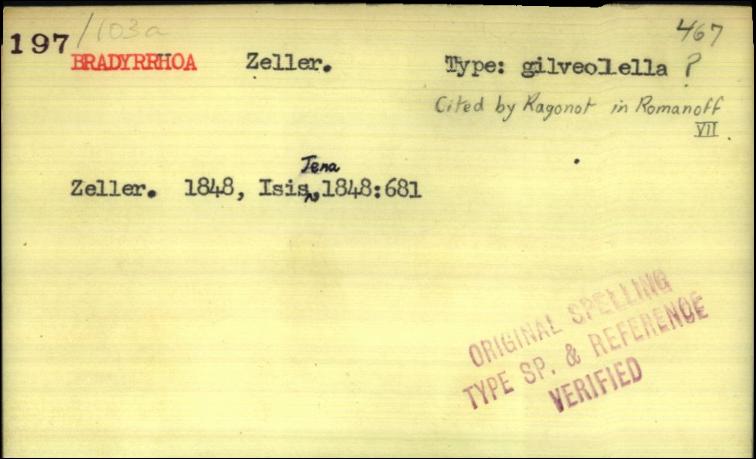 197 /103a 467
BRADYRRHOA Zeller. Type: gilveolella ?
Cited by Ragonot in Romanoff
VII
Zeller. 1848, Isis, Jena 1848:681
ORIGINAL SPELLING
TYPE SP. & REFERENCE
VERIFIED